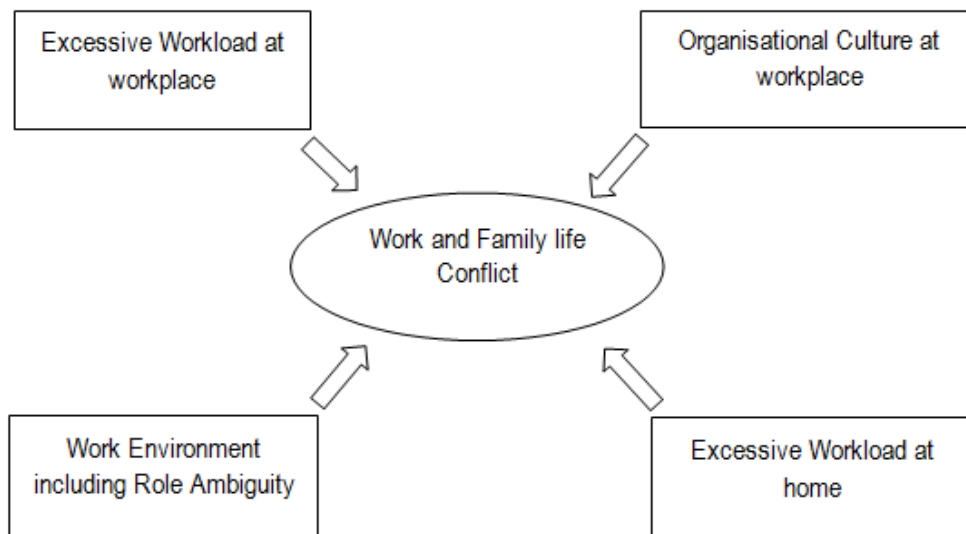 Excessive Workload at
workplace
Organisational Culture at
workplace
Work and Family life
Conflict
Work Environment
including Role Ambiguity
Excessive Workload at
home